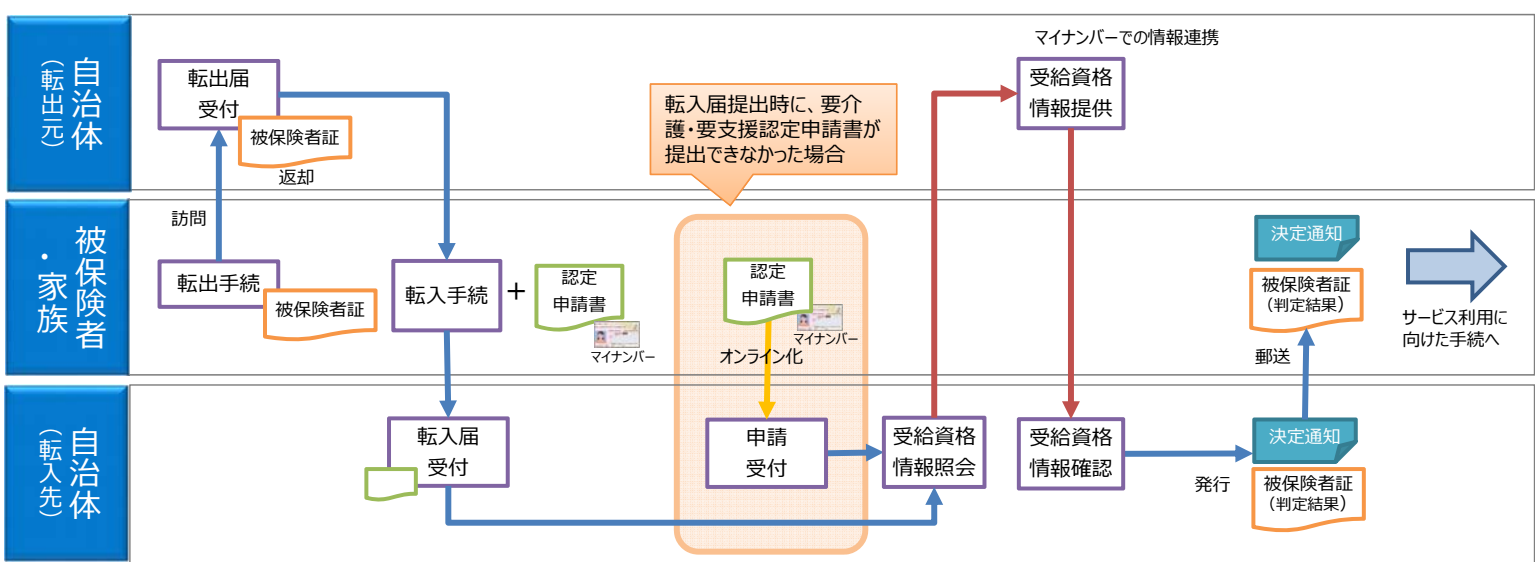 自治体
（転出元）
転出届
受付
被保険者証
返却
転入届提出時に、要介
護・要支援認定申請書が
提出できなかった場合
マイナンバーでの情報連携
受給資格
情報提供
被保険者
・家族
訪問
転出手続
被保険者証
転入手続
+
認定
申請書
マイナンバー
認定
申請書
マイナンバー
オンライン化
決定通知
被保険者証
（判定結果）
郵送
サービス利用に
向けた手続へ
自治体
（転入先）
転入届
受付
申請
受付
受給資格
情報照会
受給資格
情報確認
発行
決定通知
被保険者証
（判定結果）